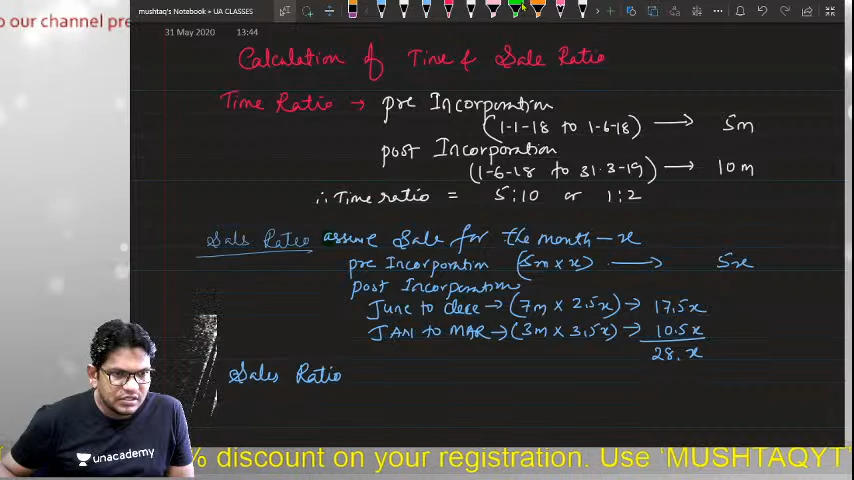 mushtaq's Notebook » UA CLASSES
o our channel pre
31 May 2020 13:44
Calculation of Time & Sale Ratio
Time Ratio → pre Incorporation
(1-1-18 to 1-6-18) → 5m
post Incorporation
(1-6-18 to 31.3-19) → 10m
∴ Time ratio = 5:10 or 1:2
Sals Ratio assume Sale for the month - x
pre Incorporation (5m x x) → 5x
post Incorporation
June to dece → (7m x 2.5x) → 17.5x
JAN to MAR → (3m x 3.5x) → 10.5x
28.x
Sales Ratio
unacademy
% discount on your registration. Use 'MUSHTAQYT'